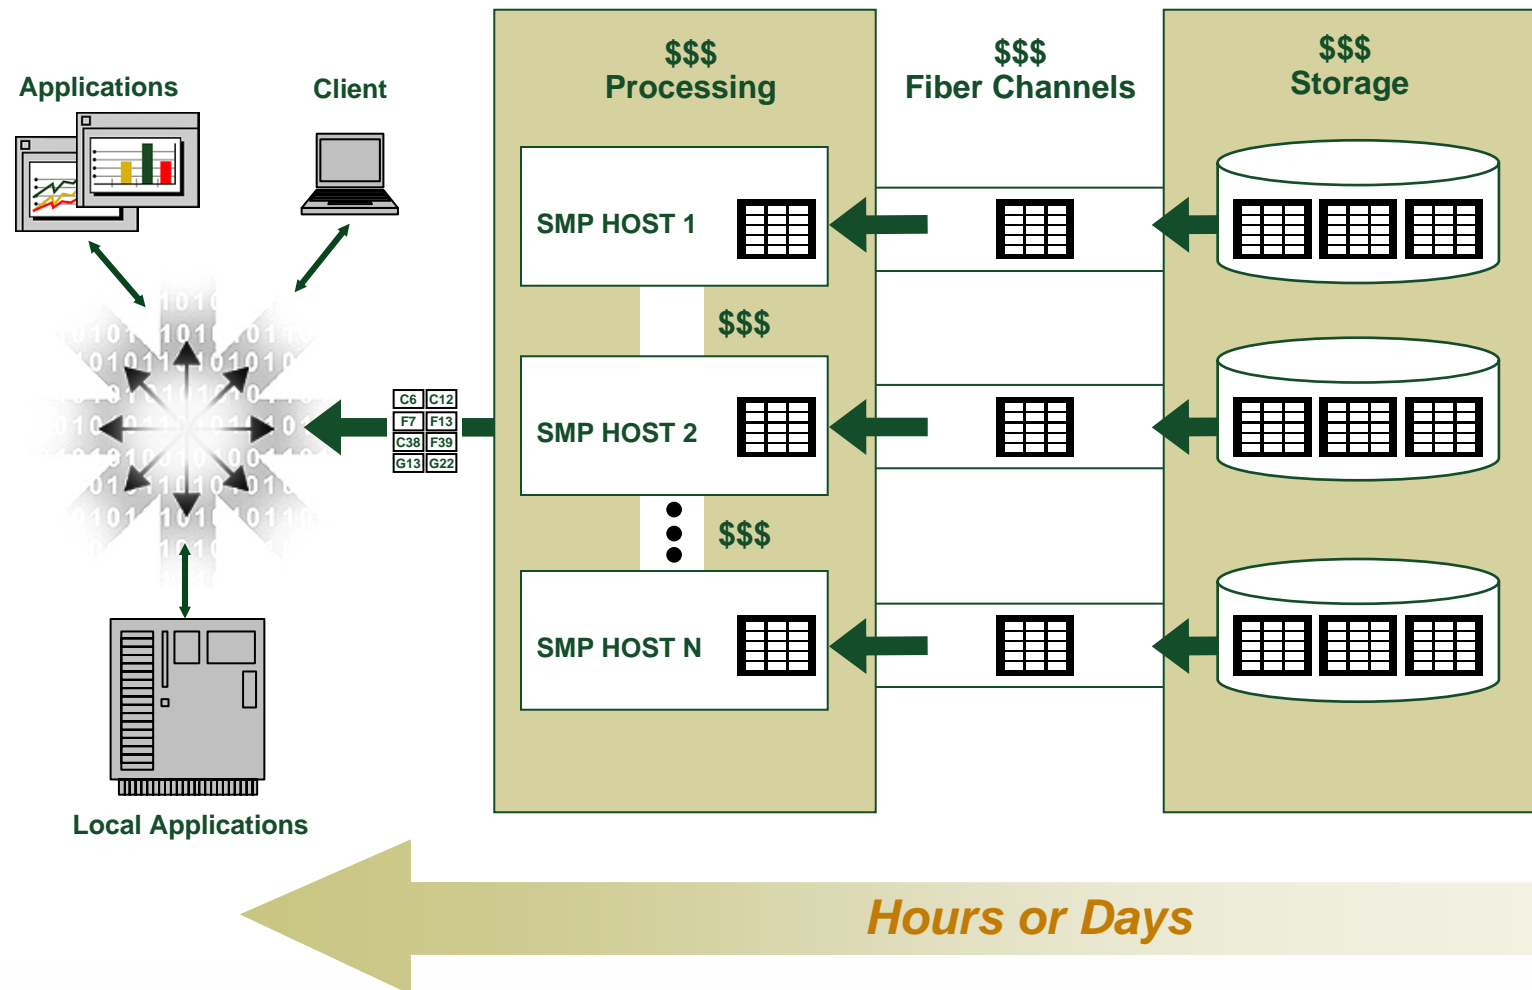 $$$
Processing
$$$
Fiber Channels
$$$
Storage
Applications
Client
SMP HOST 1
$$$
C6 C12
F7 F13
C38 F39
G13 G22
SMP HOST 2
$$$
SMP HOST N
Local Applications
Hours or Days